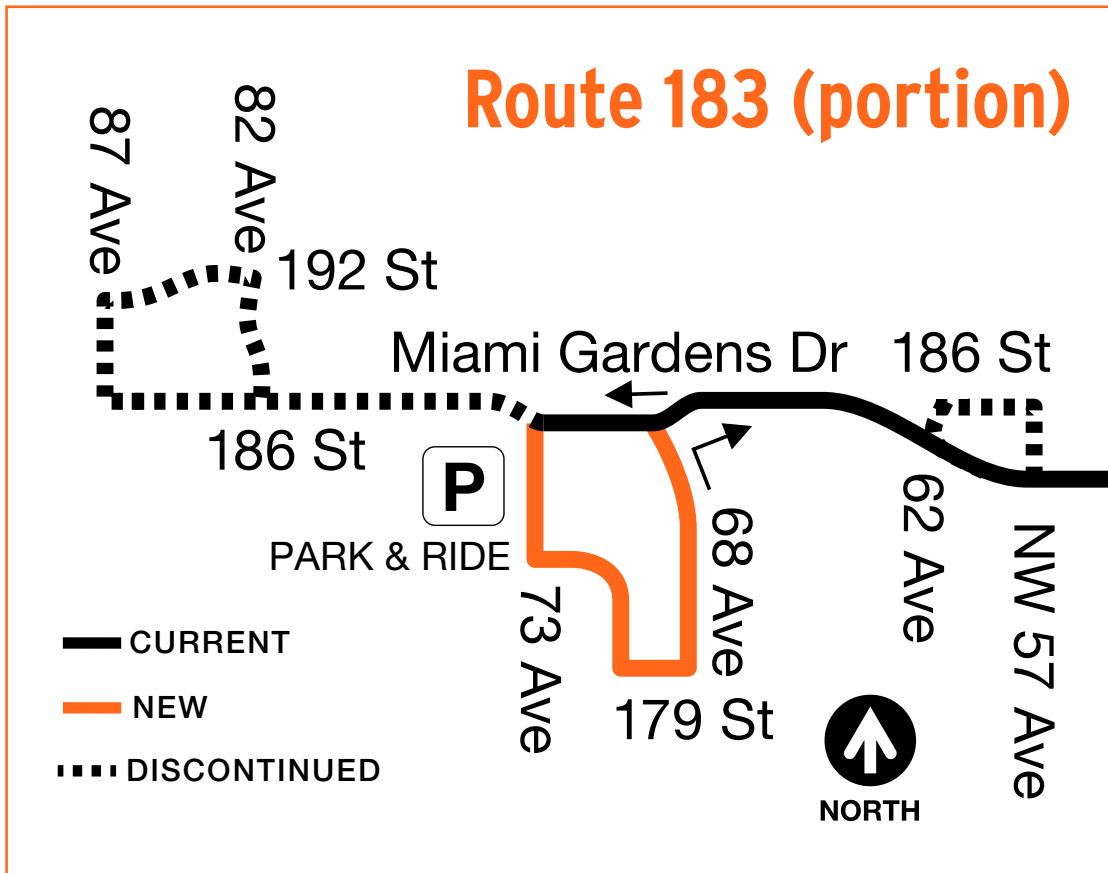 Route 183 (portion)
87 Ave
82 Ave
192 St
Miami Gardens Dr
186 St
186 St
P
PARK & RIDE
73 Ave
68 Ave
62 Ave
NW 57 Ave
179 St
CURRENT
NEW
DISCONTINUED
NORTH